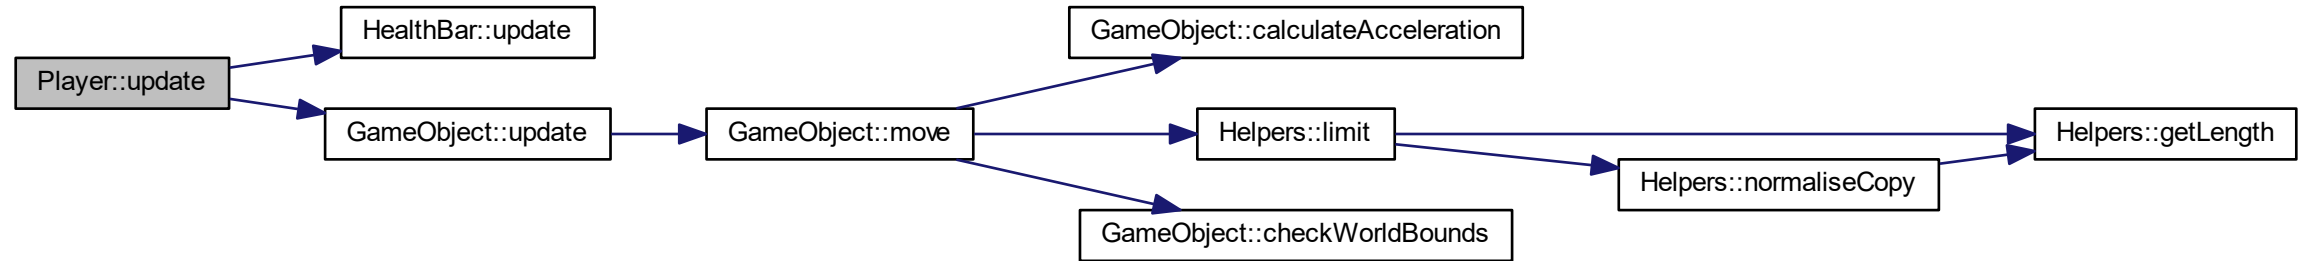 HealthBar::update
GameObject::calculateAcceleration
Player::update
GameObject::update
GameObject::move
Helpers::limit
Helpers::getLength
Helpers::normaliseCopy
GameObject::checkWorldBounds